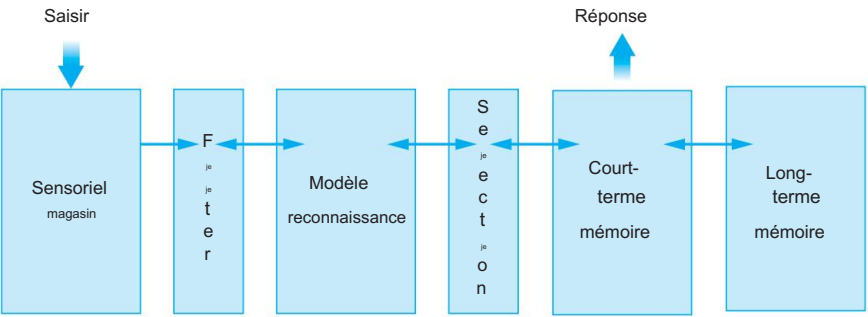 Saisir
Réponse
Sensoriel
magasin
F
je
je
t
e
r
Modèle
reconnaissance
S
e
je
e
c
t
je
o
n
Court-
terme
mémoire
Long-
terme
mémoire